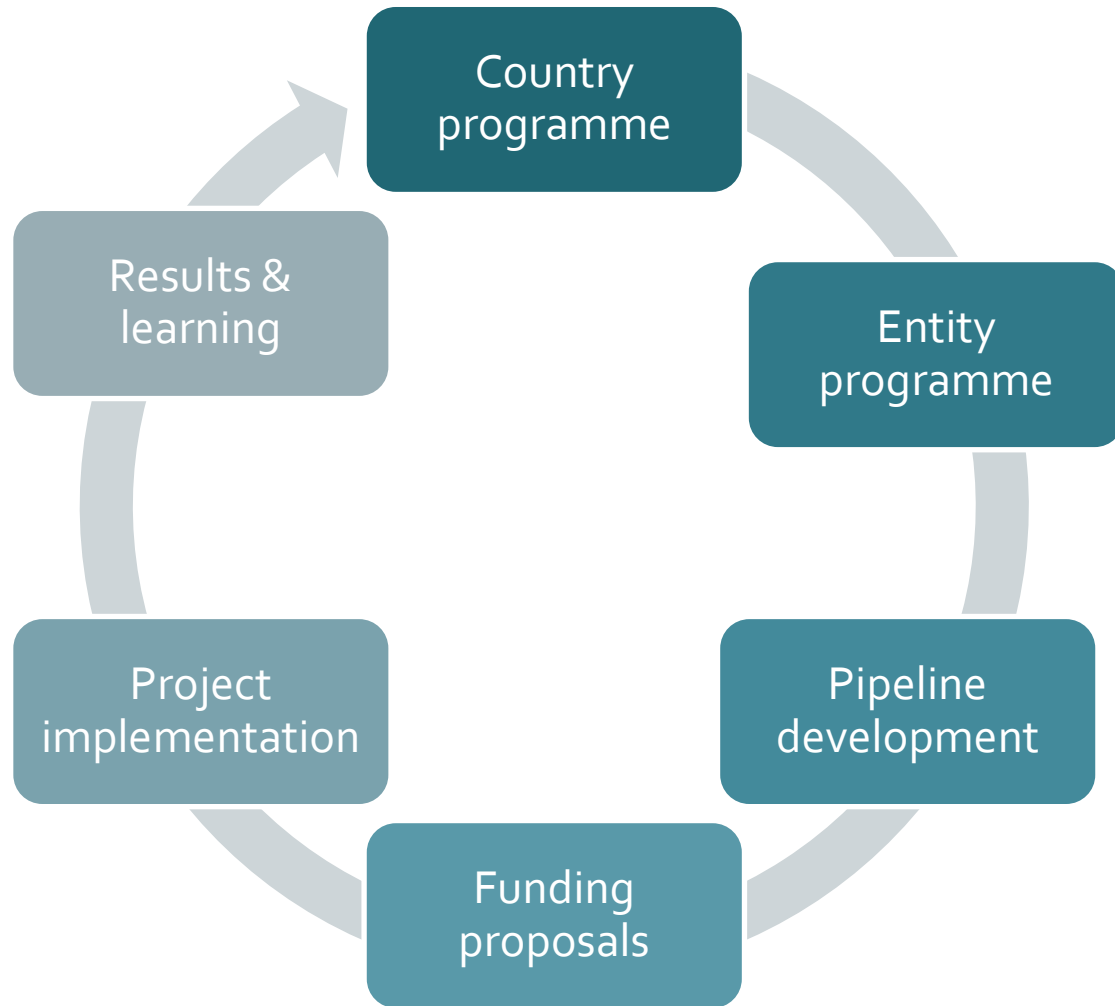 Country
programme
Entity
programme
Pipeline
development
Funding
proposals
Project
implementation
Results &
learning